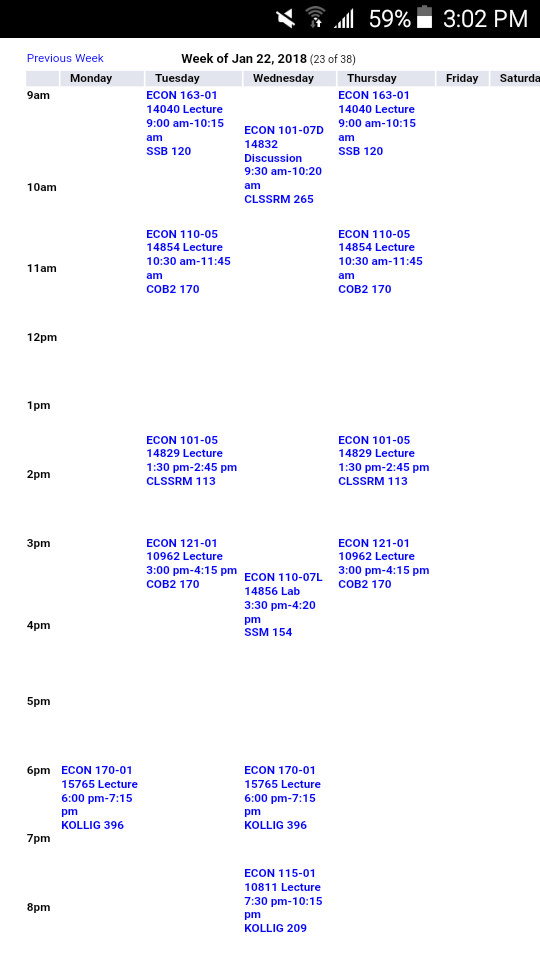 59% 3:02 PM
Previous Week Week of Jan 22, 2018 (23 of 38)
Monday Tuesday Wednesday Thursday Friday Saturda
9am
ECON 163-01
14040 Lecture
9:00 am-10:15
am
SSB 120
ECON 101-07D
14832
Discussion
9:30 am-10:20
am
CLSSRM 265
ECON 163-01
14040 Lecture
9:00 am-10:15
am
SSB 120
10am
ECON 110-05
14854 Lecture
10:30 am-11:45
am
COB2 170
ECON 110-05
14854 Lecture
10:30 am-11:45
am
COB2 170
11am
12pm
1pm
ECON 101-05
14829 Lecture
1:30 pm-2:45 pm
CLSSRM 113
ECON 101-05
14829 Lecture
1:30 pm-2:45 pm
CLSSRM 113
2pm
3pm
ECON 121-01
10962 Lecture
3:00 pm-4:15 pm
COB2 170
ECON 110-07L
14856 Lab
3:30 pm-4:20
pm
SSM 154
ECON 121-01
10962 Lecture
3:00 pm-4:15 pm
COB2 170
4pm
5pm
6pm
ECON 170-01
15765 Lecture
6:00 pm-7:15
pm
KOLLIG 396
ECON 170-01
15765 Lecture
6:00 pm-7:15
pm
KOLLIG 396
7pm
ECON 115-01
10811 Lecture
7:30 pm-10:15
pm
KOLLIG 209
8pm